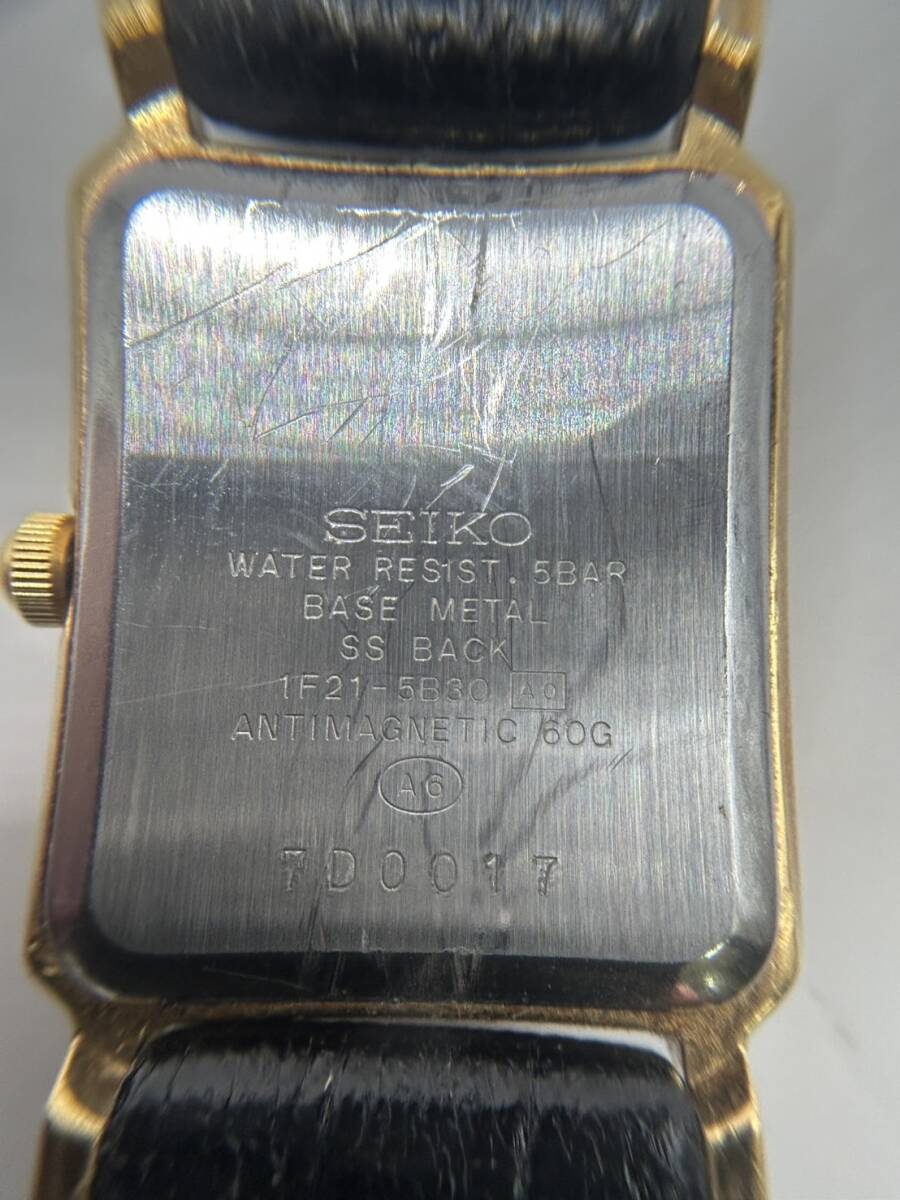 SEIKO
WATER RESIST. 5BAR
BASE METAL
SS BACK
1F21-5B30 A0
ANTIMAGNETIC 60G
A6
7D0017